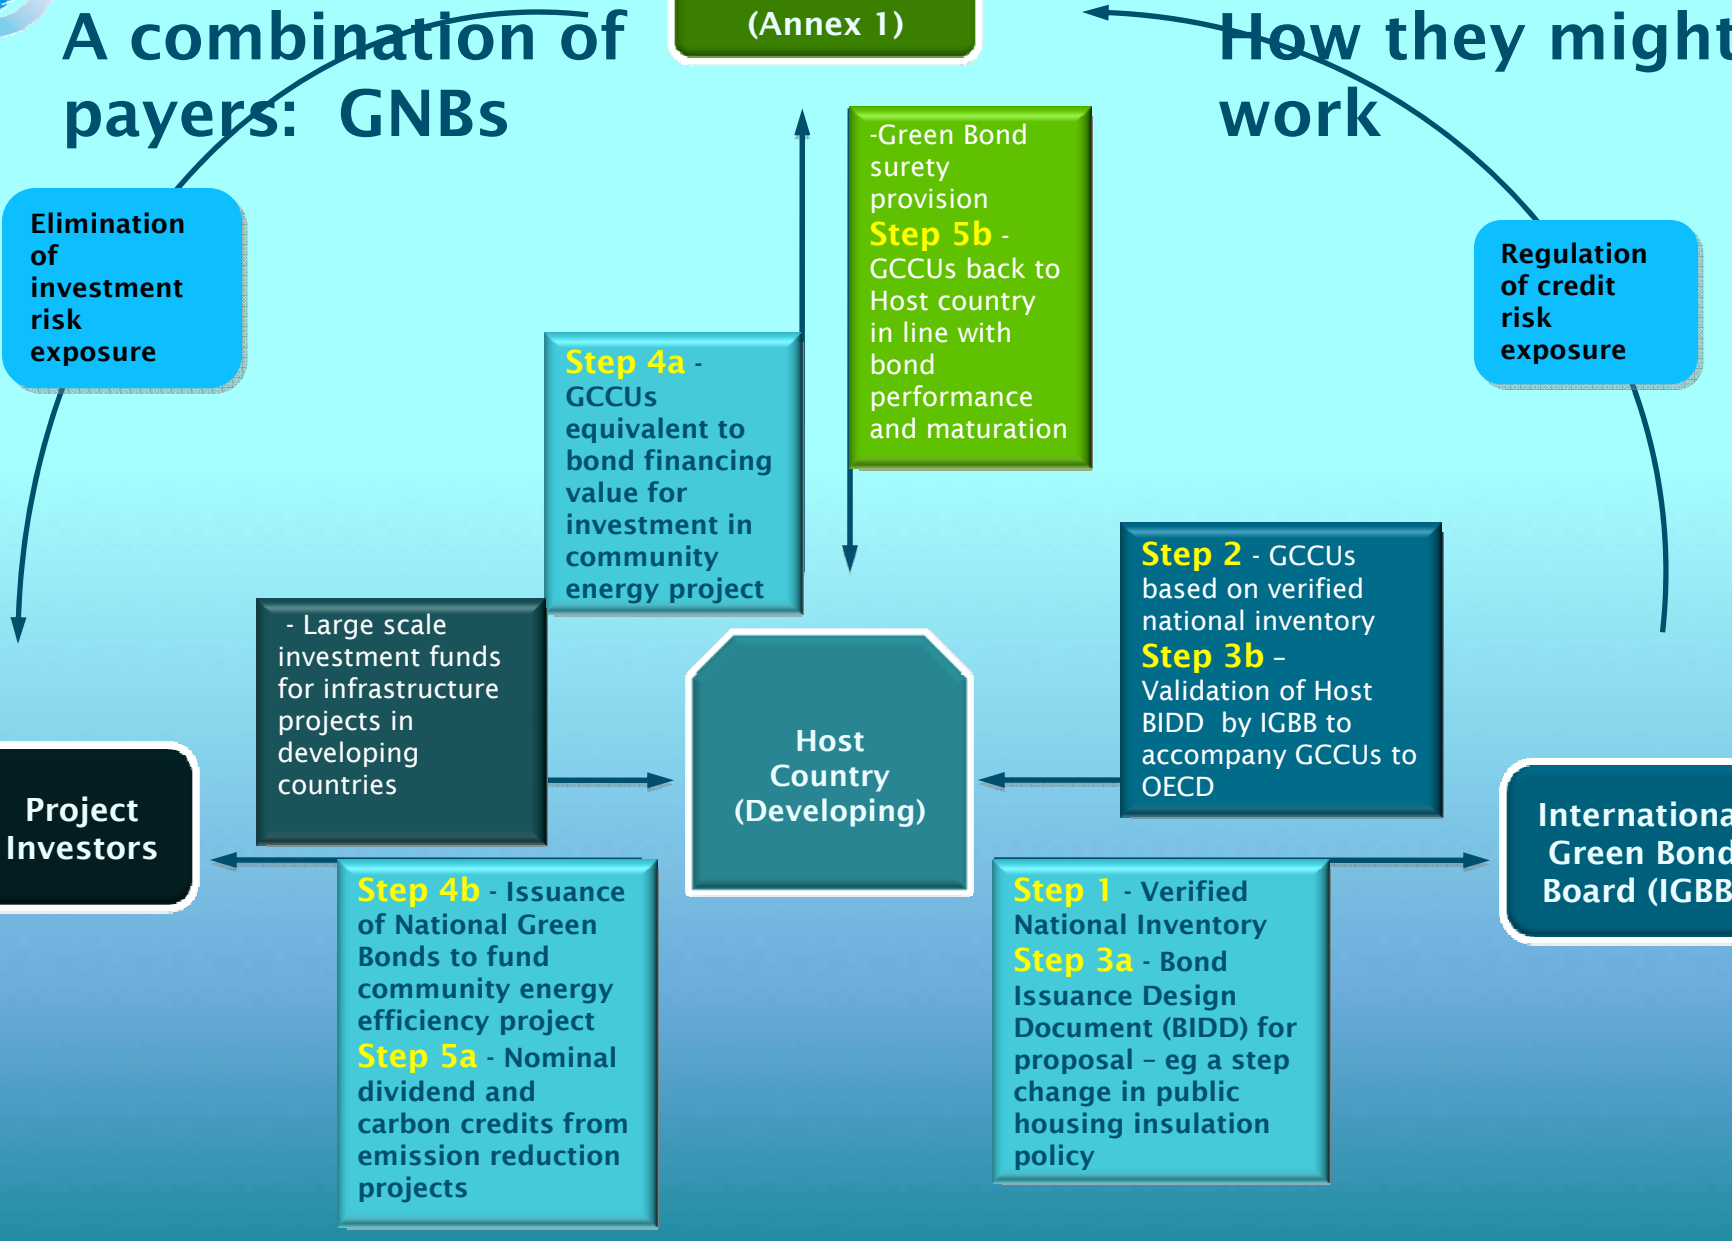 A combination of
payers:  GNBs
(Annex 1)
How they might
work
Elimination
of
investment
risk
exposure
-Green Bond
surety
provision
Step 5b -
GCCUs back to
Host country
in line with
bond
performance
and maturation
Regulation
of credit
risk
exposure
Step 4a -
GCCUs
equivalent to
bond financing
value for
investment in
community
energy project
- Large scale
investment funds
for infrastructure
projects in
developing
countries
Step 2 - GCCUs
based on verified
national inventory
Step 3b –
Validation of Host
BIDD  by IGBB to
accompany GCCUs to
OECD
Project
Investors
Host
Country
(Developing)
Internationa
Green Bond
Board (IGBB
Step 4b - Issuance
of National Green
Bonds to fund
community energy
efficiency project
Step 5a - Nominal
dividend and
carbon credits from
emission reduction
projects
Step 1 - Verified
National Inventory
Step 3a - Bond
Issuance Design
Document (BIDD) for
proposal – eg a step
change in public
housing insulation
policy